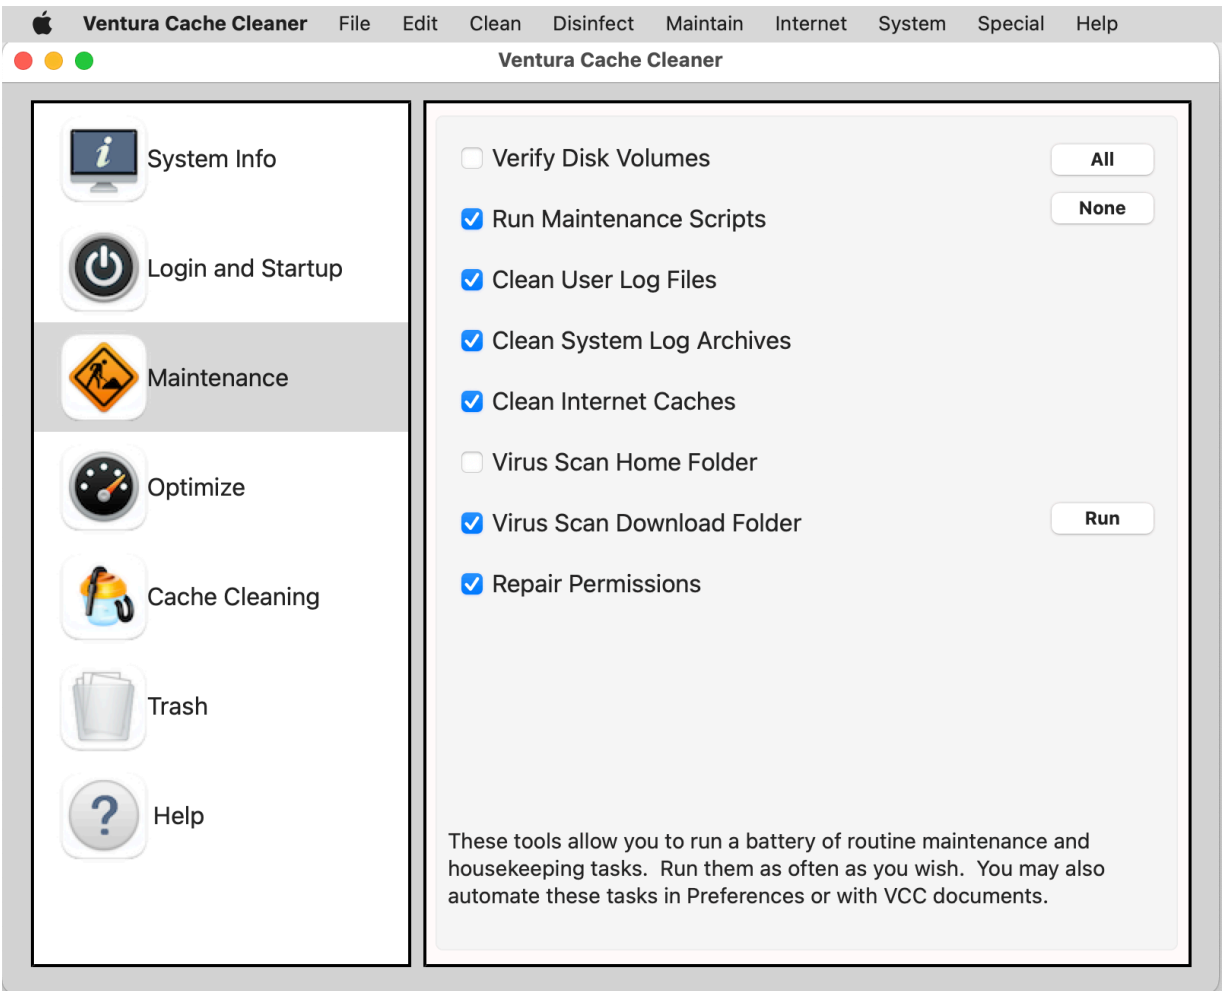 Ventura Cache Cleaner File Edit Clean Disinfect Maintain Internet System Special Help
Ventura Cache Cleaner
System Info
Login and Startup
Maintenance
Optimize
Cache Cleaning
Trash
? Help
Verify Disk Volumes
All
None
Run Maintenance Scripts
Clean User Log Files
Clean System Log Archives
Clean Internet Caches
Virus Scan Home Folder
Virus Scan Download Folder
Run
Repair Permissions
These tools allow you to run a battery of routine maintenance and
housekeeping tasks.  Run them as often as you wish.  You may also
automate these tasks in Preferences or with VCC documents.